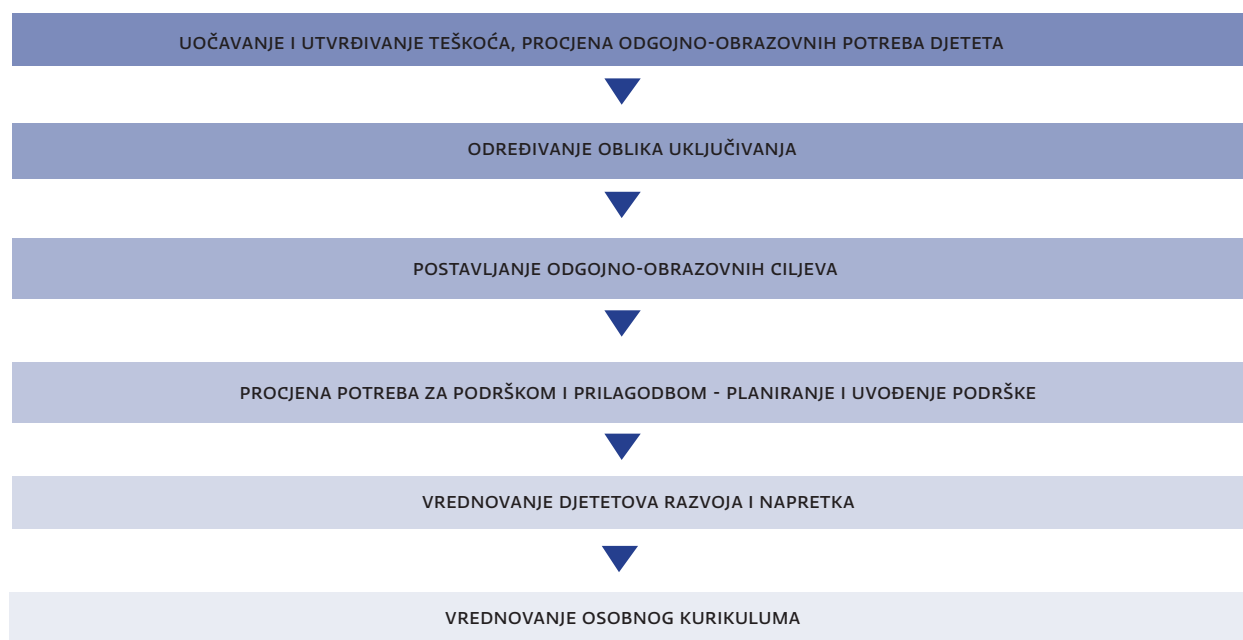 UOČAVANJE I UTVRĐIVANJE TEŠKOĆA, PROCJENA ODGOJNO-OBRAZOVNIH POTREBA DJETETA
ODREĐIVANJE OBLIKA UKLJUČIVANJA
POSTAVLJANJE ODGOJNO-OBRAZOVNIH CILJEVA
PROCJENA POTREBA ZA PODRŠKOM I PRILAGODBOM - PLANIRANJE I UVOĐENJE PODRŠKE
VREDNOVANJE DJETETOVA RAZVOJA I NAPRETKA
VREDNOVANJE OSOBNOG KURIKULUMA